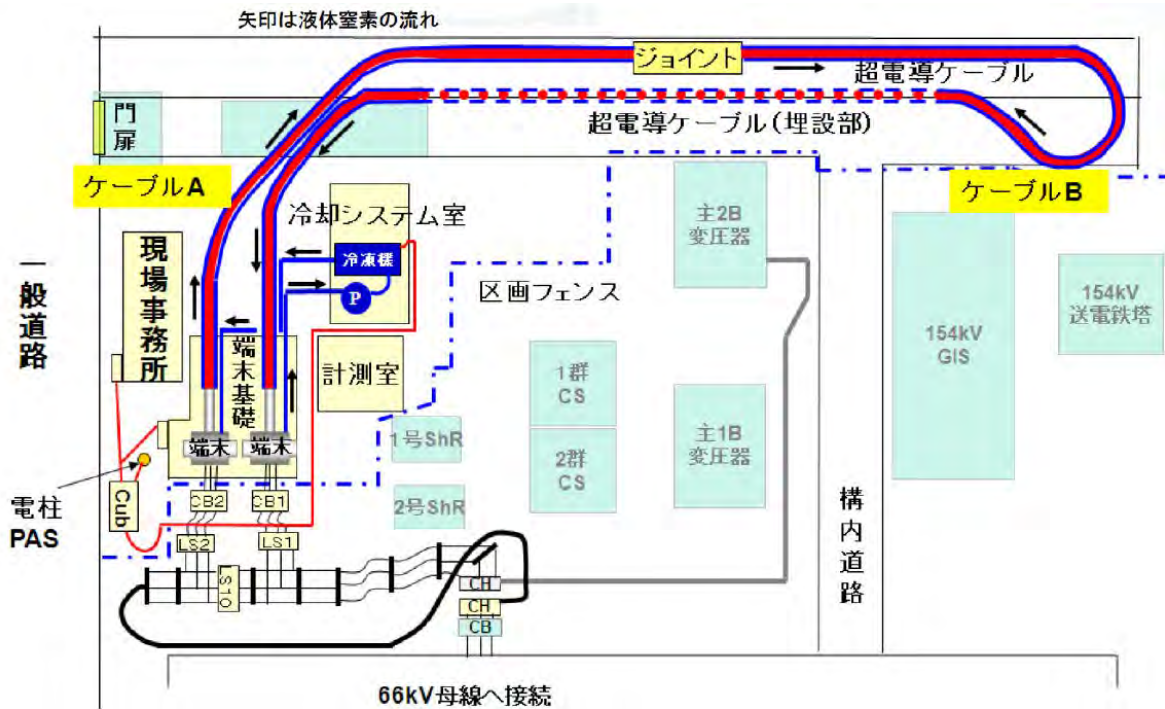 矢印は液体窒素の流れ
ジョイント
超電導ケーブル
門
扉
超電導ケーブル(埋設部)
ケーブルA
ケーブルB
冷却システム室
主2B
変圧器
現場事務所
冷凍機
P
一般道路
区画フェンス
154kV
GIS
154kV
送電鉄塔
端末基礎
計測室
1群
CS
1号ShR
主1B
変圧器
端末
端末
2群
CS
電柱
PAS
Cub
CB2
CB1
2号ShR
構内道路
LS2
LS1
LS10
CH
CH
CB
66kV母線へ接続